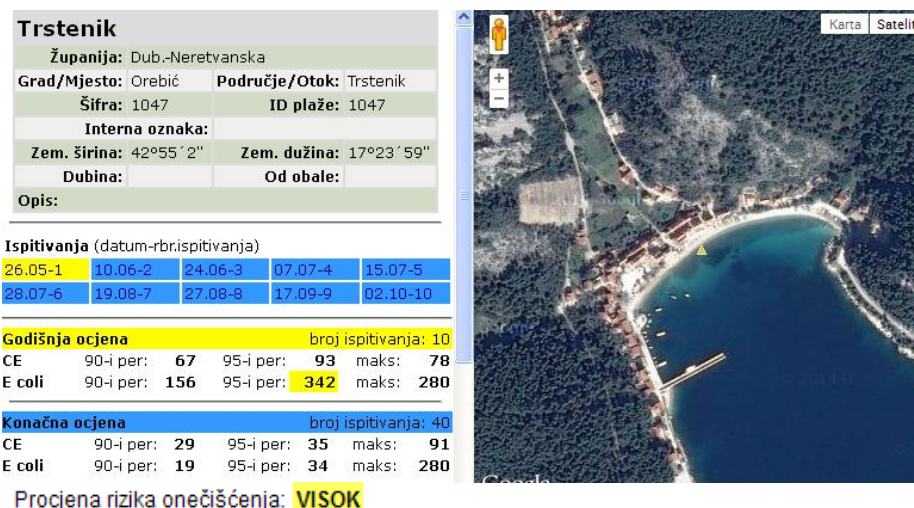 Trstenik
Županija: Dub.-Neretvanska
Grad/Mjesto: Orebić Područje/Otok: Trstenik
Šifra: 1047 ID plaže: 1047
Interna oznaka:
Zem. širina: 42°55´2" Zem. dužina: 17°23´59"
Dubina: Od obale:
Opis:
Ispitivanja (datum-rbr.ispitivanja)
26.05-1 10.06-2 24.06-3 07.07-4 15.07-5
28.07-6 19.08-7 27.08-8 17.09-9 02.10-10
Godišnja ocjena broj ispitivanja: 10
CE 90-i per: 67 95-i per: 93 maks: 78
E coli 90-i per: 156 95-i per: 342 maks: 280
Konačna ocjena broj ispitivanja: 40
CE 90-i per: 29 95-i per: 35 maks: 91
E coli 90-i per: 19 95-i per: 34 maks: 280
Procjena rizika onečišćenja: VISOK
Karta Satelit
+
−
Google